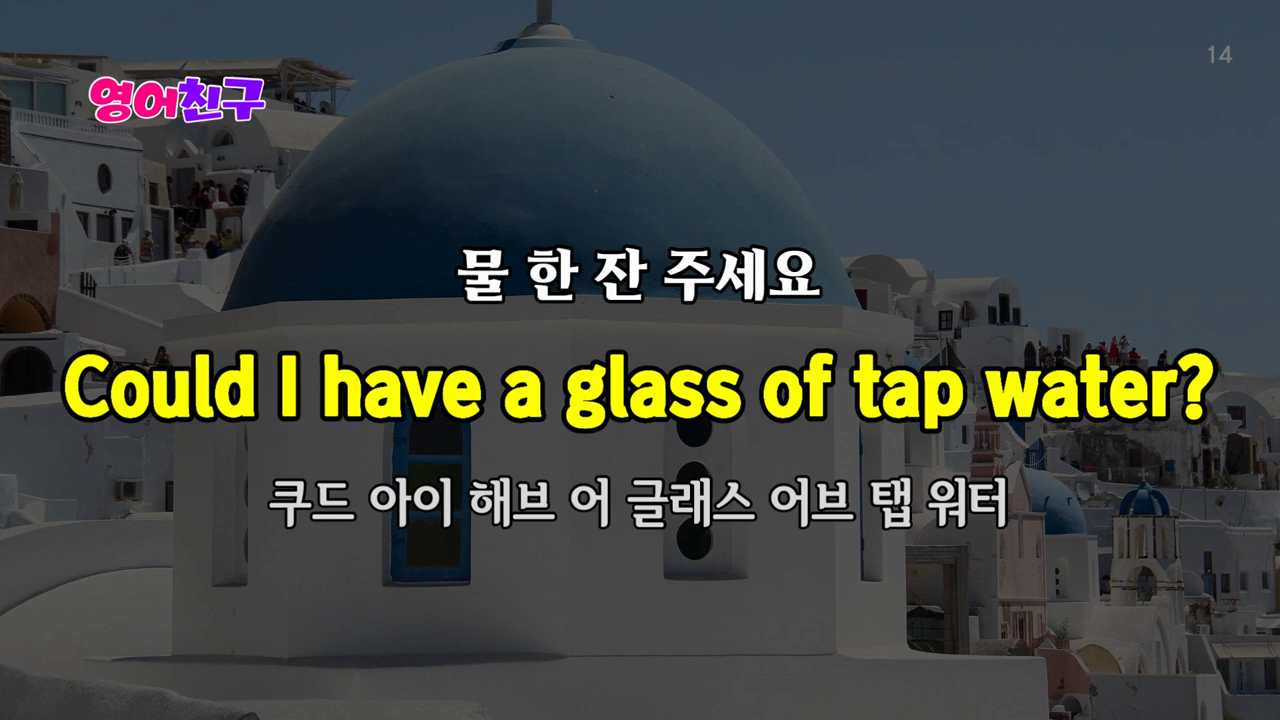 14
영어친구
물 한 잔 주세요
Could I have a glass of tap water?
쿠드 아이 해브 어 글래스 어브 탭 워터